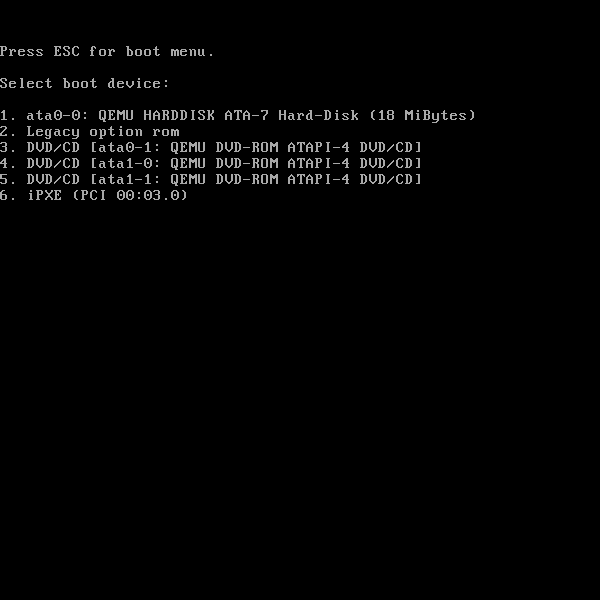 Press ESC for boot menu.
Select boot device:
1. ata0-0: QEMU HARDDISK ATA-7 Hard-Disk (18 MiBytes)
2. Legacy option rom
3. DVD/CD [ata0-1: QEMU DVD-ROM ATAPI-4 DVD/CD]
4. DVD/CD [ata1-0: QEMU DVD-ROM ATAPI-4 DVD/CD]
5. DVD/CD [ata1-1: QEMU DVD-ROM ATAPI-4 DVD/CD]
6. iPXE (PCI 00:03.0)